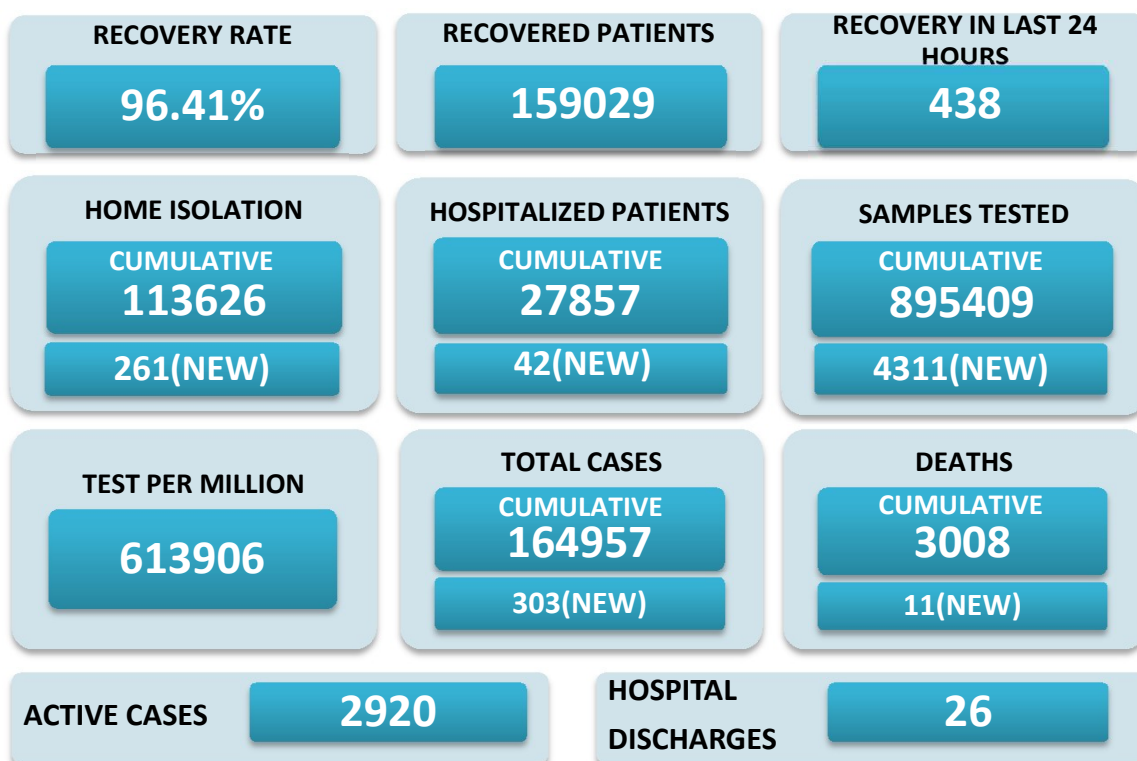 RECOVERY RATE
96.41%
RECOVERED PATIENTS
159029
RECOVERY IN LAST 24
HOURS
438
HOME ISOLATION
CUMULATIVE
113626
261(NEW)
HOSPITALIZED PATIENTS
CUMULATIVE
27857
42(NEW)
SAMPLES TESTED
CUMULATIVE
895409
4311(NEW)
TEST PER MILLION
613906
TOTAL CASES
CUMULATIVE
164957
303(NEW)
DEATHS
CUMULATIVE
3008
11(NEW)
ACTIVE CASES
2920
HOSPITAL
DISCHARGES
26